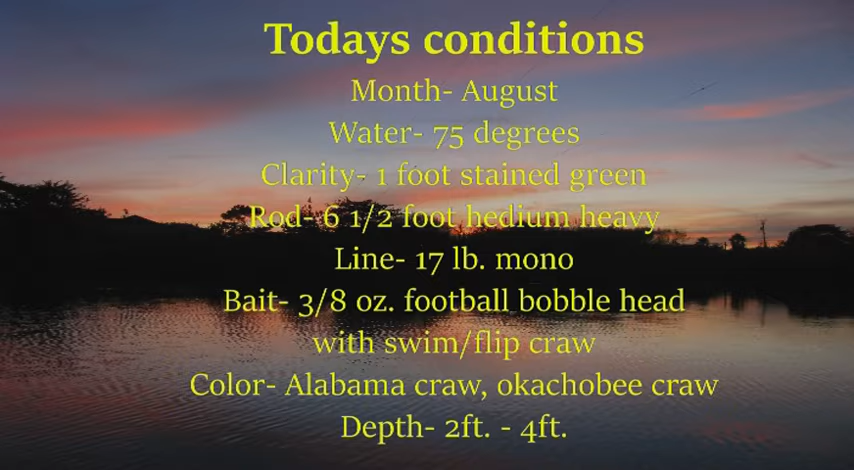 Todays conditions
Month- August
Water- 75 degrees
Clarity- 1 foot stained green
Rod- 6 1/2 foot hedium heavy
Line- 17 lb. mono
Bait- 3/8 oz. football bobble head
with swim/flip craw
Color- Alabama craw, okachobee craw
Depth- 2ft. - 4ft.